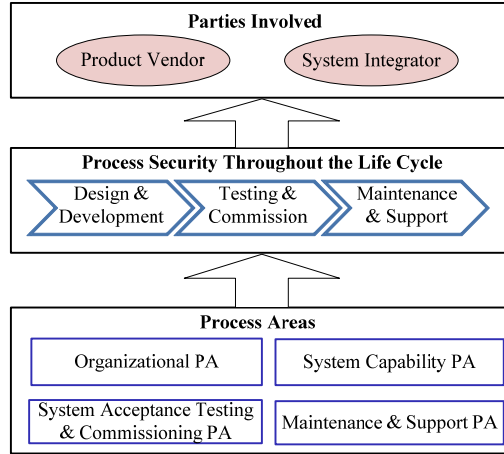 Parties Involved
Product Vendor
System Integrator
Process Security Throughout the Life Cycle
Design &
Development
Testing &
Commission
Maintenance
& Support
Process Areas
Organizational PA
System Capability PA
System Acceptance Testing
& Commissioning PA
Maintenance & Support PA